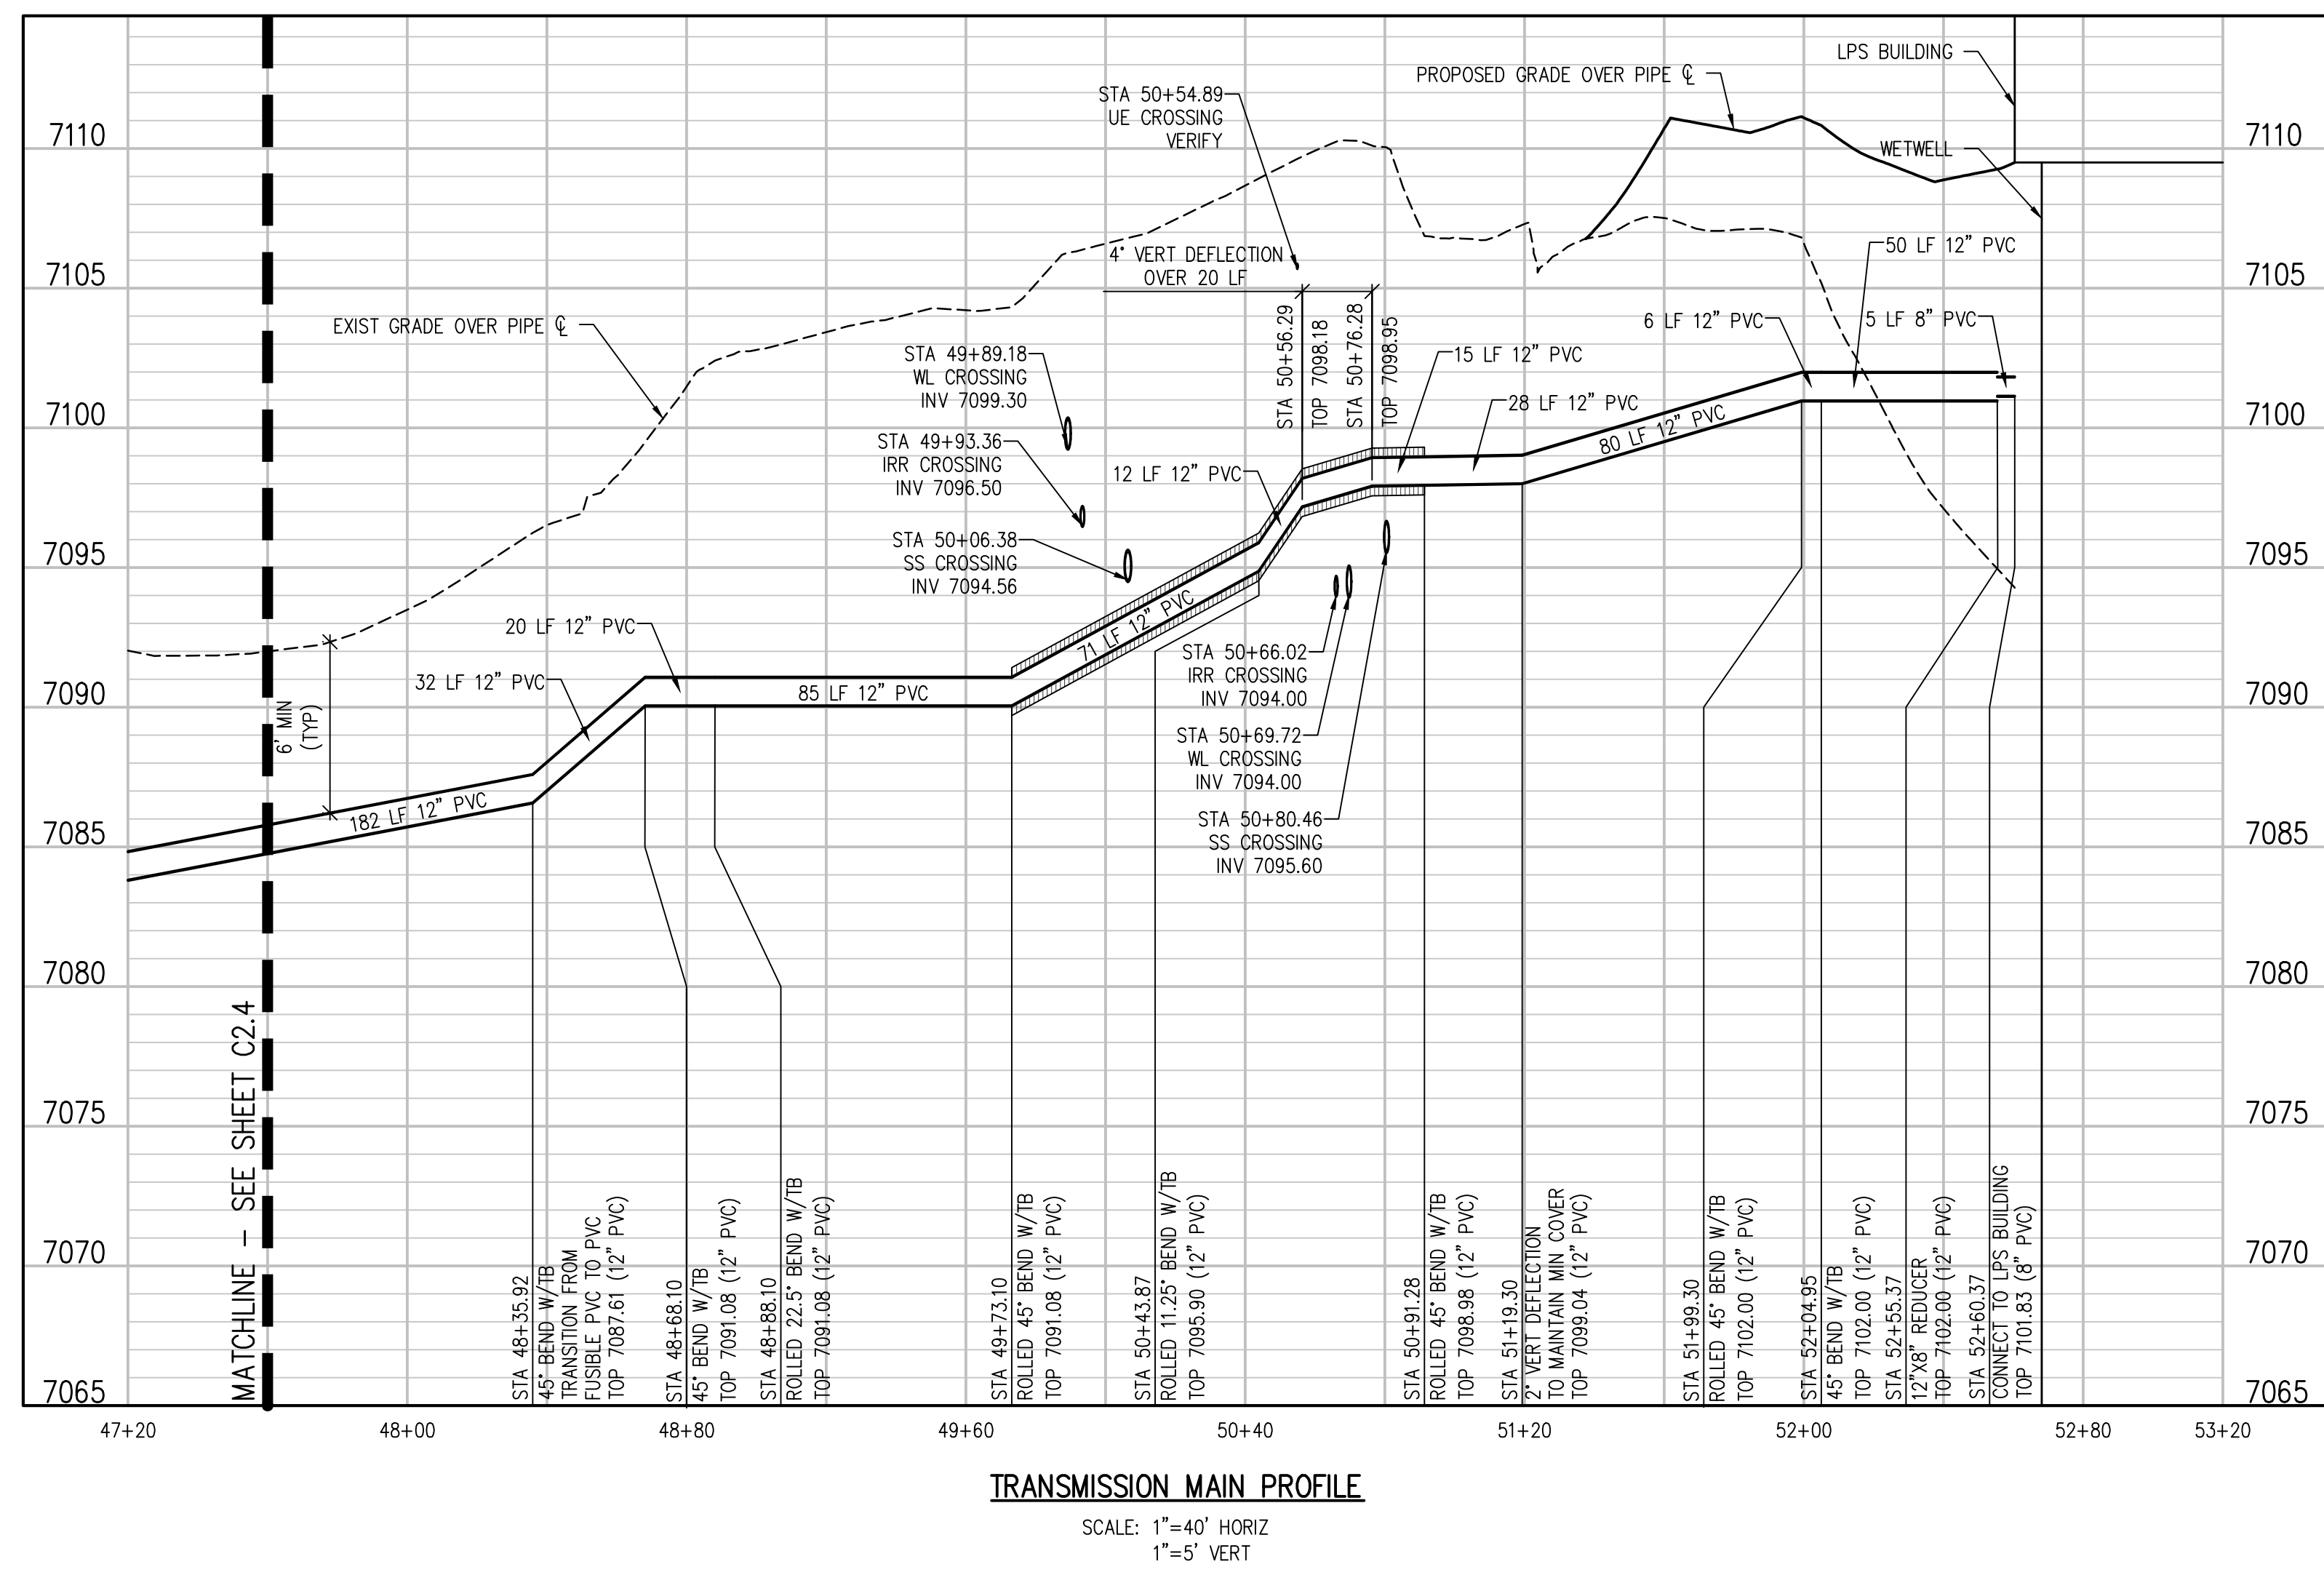 LPS BUILDING
PROPOSED GRADE OVER PIPE ℄
STA 50+54.89
UE CROSSING
VERIFY
WETWELL
7110
7110
4° VERT DEFLECTION
OVER 20 LF
50 LF 12" PVC
7105
7105
EXIST GRADE OVER PIPE ℄
6 LF 12" PVC
5 LF 8" PVC
STA 49+89.18
WL CROSSING
INV 7099.30
STA 50+56.29
TOP 7098.18
STA 50+76.28
TOP 7098.95
15 LF 12" PVC
28 LF 12" PVC
80 LF 12" PVC
7100
7100
STA 49+93.36
IRR CROSSING
INV 7096.50
12 LF 12" PVC
7095
7095
STA 50+06.38
SS CROSSING
INV 7094.56
71 LF 12" PVC
20 LF 12" PVC
STA 50+66.02
IRR CROSSING
INV 7094.00
32 LF 12" PVC
85 LF 12" PVC
7090
7090
6' MIN
(TYP)
STA 50+69.72
WL CROSSING
INV 7094.00
182 LF 12" PVC
STA 50+80.46
SS CROSSING
INV 7095.60
7085
7085
7080
7080
7075
7075
7070
7070
7065
7065
MATCHLINE – SEE SHEET C2.4
STA 48+35.92
45° BEND W/TB
TRANSITION FROM
FUSIBLE PVC TO PVC
TOP 7087.61 (12" PVC)
STA 48+68.10
45° BEND W/TB
TOP 7091.08 (12" PVC)
STA 48+88.10
ROLLED 22.5° BEND W/TB
TOP 7091.08 (12" PVC)
STA 49+73.10
ROLLED 45° BEND W/TB
TOP 7091.08 (12" PVC)
STA 50+43.87
ROLLED 11.25° BEND W/TB
TOP 7095.90 (12" PVC)
STA 50+91.28
ROLLED 45° BEND W/TB
TOP 7098.98 (12" PVC)
STA 51+19.30
2° VERT DEFLECTION
TO MAINTAIN MIN COVER
TOP 7099.04 (12" PVC)
STA 51+99.30
ROLLED 45° BEND W/TB
TOP 7102.00 (12" PVC)
STA 52+04.95
45° BEND W/TB
TOP 7102.00 (12" PVC)
STA 52+55.37
12"X8" REDUCER
TOP 7102.00 (12" PVC)
STA 52+60.37
CONNECT TO LPS BUILDING
TOP 7101.83 (8" PVC)
47+20
48+00
48+80
49+60
50+40
51+20
52+00
52+80
53+20
TRANSMISSION MAIN PROFILE
SCALE: 1"=40' HORIZ
1"=5' VERT